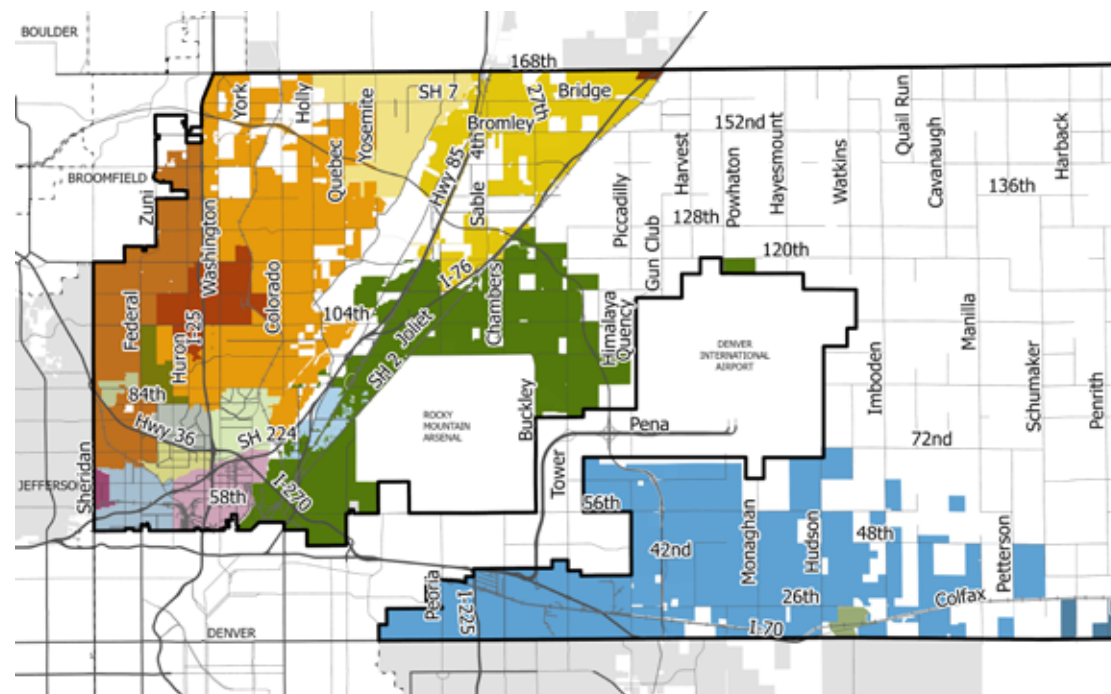 BOULDER
168th
York
Holly
SH 7
27th
Bridge
Yosemite
Bromley
4th
152nd
Quail Run
Harback
Quebec
Hwy 85
Harvest
Hayesmount
Watkins
Cavanaugh
136th
BROOMFIELD
Zuni
Sable
Piccadilly
Powhaton
128th
Washington
Gun Club
120th
I-76
Colorado
Chambers
104th
Federal
I-25
Joliet
Himalaya
Quency
DENVER
INTERNATIONAL
AIRPORT
Manilla
Huron
SH 2
Imboden
84th
Schumaker
Penrith
ROCKY
MOUNTAIN
ARSENAL
Buckley
Hwy 36
SH 224
Pena
72nd
Sheridan
JEFFERSO
Tower
58th
I-270
56th
48th
42nd
Monaghan
Hudson
Petterson
Peoria
I-225
26th
Colfax
I-70
DENVER